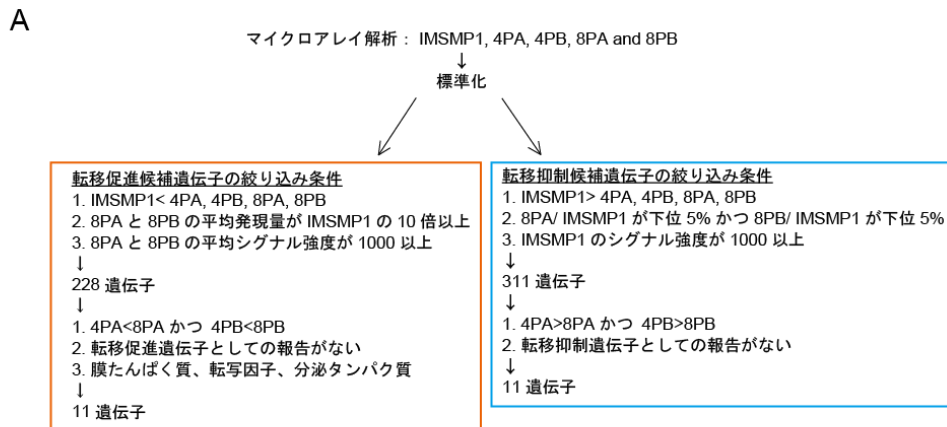 A
マイクロアレイ解析： IMSMP1, 4PA, 4PB, 8PA and 8PB
↓
標準化
転移促進候補遺伝子の絞り込み条件
1. IMSMP1< 4PA, 4PB, 8PA, 8PB
2. 8PA と 8PB の平均発現量が IMSMP1 の 10 倍以上
3. 8PA と 8PB の平均シグナル強度が 1000 以上
↓
228 遺伝子
↓
1. 4PA<8PA かつ 4PB<8PB
2. 転移促進遺伝子としての報告がない
3. 膜たんぱく質、転写因子、分泌タンパク質
↓
11 遺伝子
転移抑制候補遺伝子の絞り込み条件
1. IMSMP1> 4PA, 4PB, 8PA, 8PB
2. 8PA/ IMSMP1 が下位 5% かつ 8PB/ IMSMP1 が下位 5%
3. IMSMP1 のシグナル強度が 1000 以上
↓
311 遺伝子
↓
1. 4PA>8PA かつ 4PB>8PB
2. 転移抑制遺伝子としての報告がない
↓
11 遺伝子